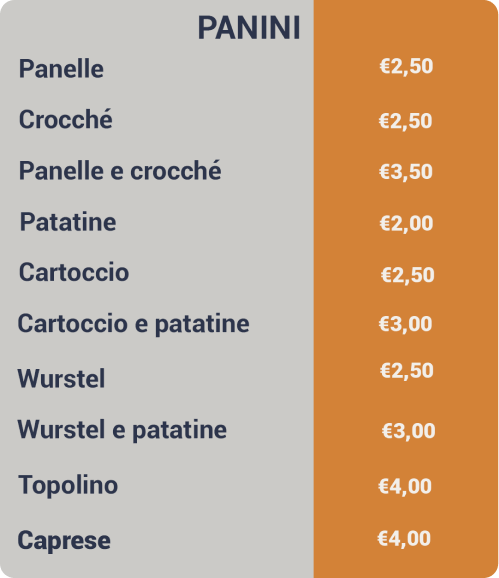 PANINI
Panelle €2,50
Crocché €2,50
Panelle e crocché €3,50
Patatine €2,00
Cartoccio €2,50
Cartoccio e patatine €3,00
Wurstel €2,50
Wurstel e patatine €3,00
Topolino €4,00
Caprese €4,00